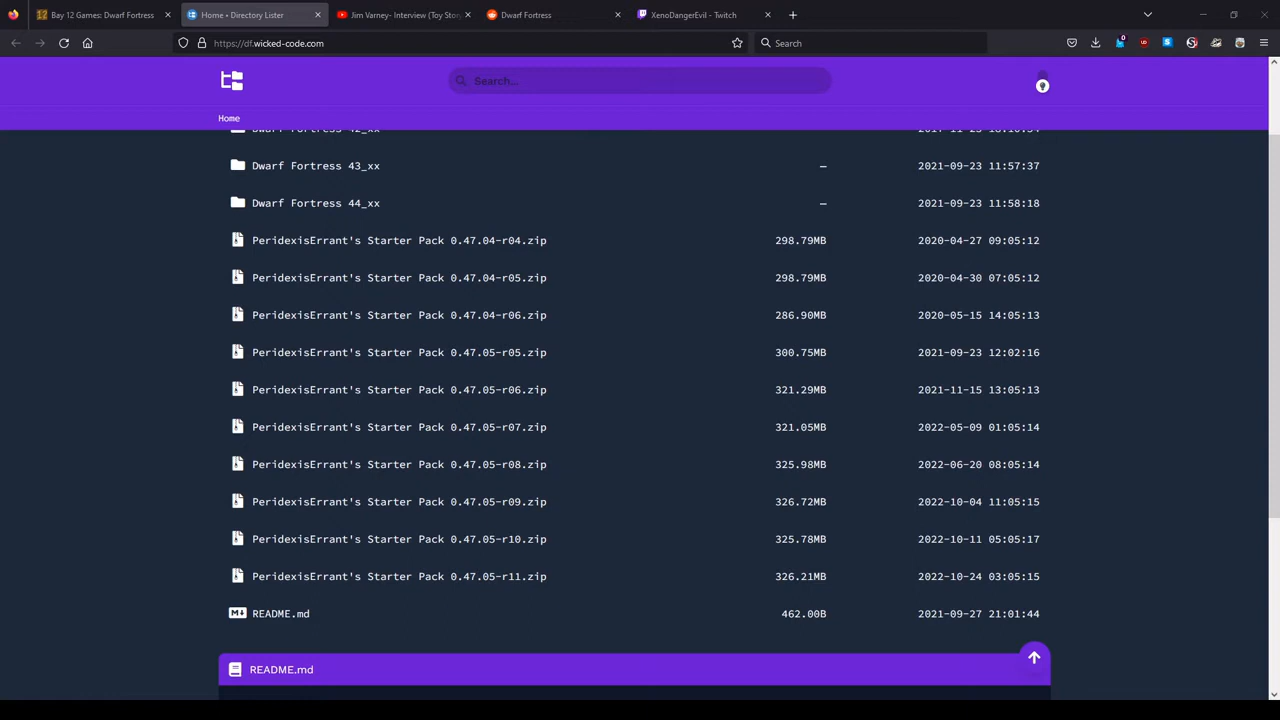 Bay 12 Games: Dwarf Fortress
Home • Directory Lister
Jim Varney- Interview (Toy Story
Dwarf Fortress
XenoDangerEvil - Twitch
https://df.wicked-code.com
Search
0
Search...
Home
Dwarf Fortress 42_xx
Dwarf Fortress 43_xx — 2021-09-23 11:57:37
Dwarf Fortress 44_xx — 2021-09-23 11:58:18
PeridexisErrant's Starter Pack 0.47.04-r04.zip 298.79MB 2020-04-27 09:05:12
PeridexisErrant's Starter Pack 0.47.04-r05.zip 298.79MB 2020-04-30 07:05:12
PeridexisErrant's Starter Pack 0.47.04-r06.zip 286.90MB 2020-05-15 14:05:13
PeridexisErrant's Starter Pack 0.47.05-r05.zip 300.75MB 2021-09-23 12:02:16
PeridexisErrant's Starter Pack 0.47.05-r06.zip 321.29MB 2021-11-15 13:05:13
PeridexisErrant's Starter Pack 0.47.05-r07.zip 321.05MB 2022-05-09 01:05:14
PeridexisErrant's Starter Pack 0.47.05-r08.zip 325.98MB 2022-06-20 08:05:14
PeridexisErrant's Starter Pack 0.47.05-r09.zip 326.72MB 2022-10-04 11:05:15
PeridexisErrant's Starter Pack 0.47.05-r10.zip 325.78MB 2022-10-11 05:05:17
PeridexisErrant's Starter Pack 0.47.05-r11.zip 326.21MB 2022-10-24 03:05:15
README.md 462.00B 2021-09-27 21:01:44
README.md